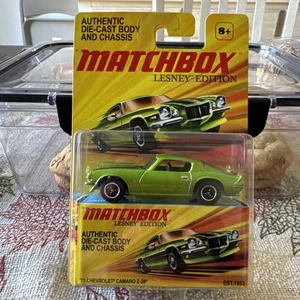 AUTHENTIC
DIE-CAST BODY
AND CHASSIS
8+
MATCHBOX
LESNEY EDITION
MATCHBOX
LESNEY EDITION
AUTHENTIC
DIE-CAST BODY
AND CHASSIS
'71 CHEVROLET CAMARO Z-28
EST. 1953